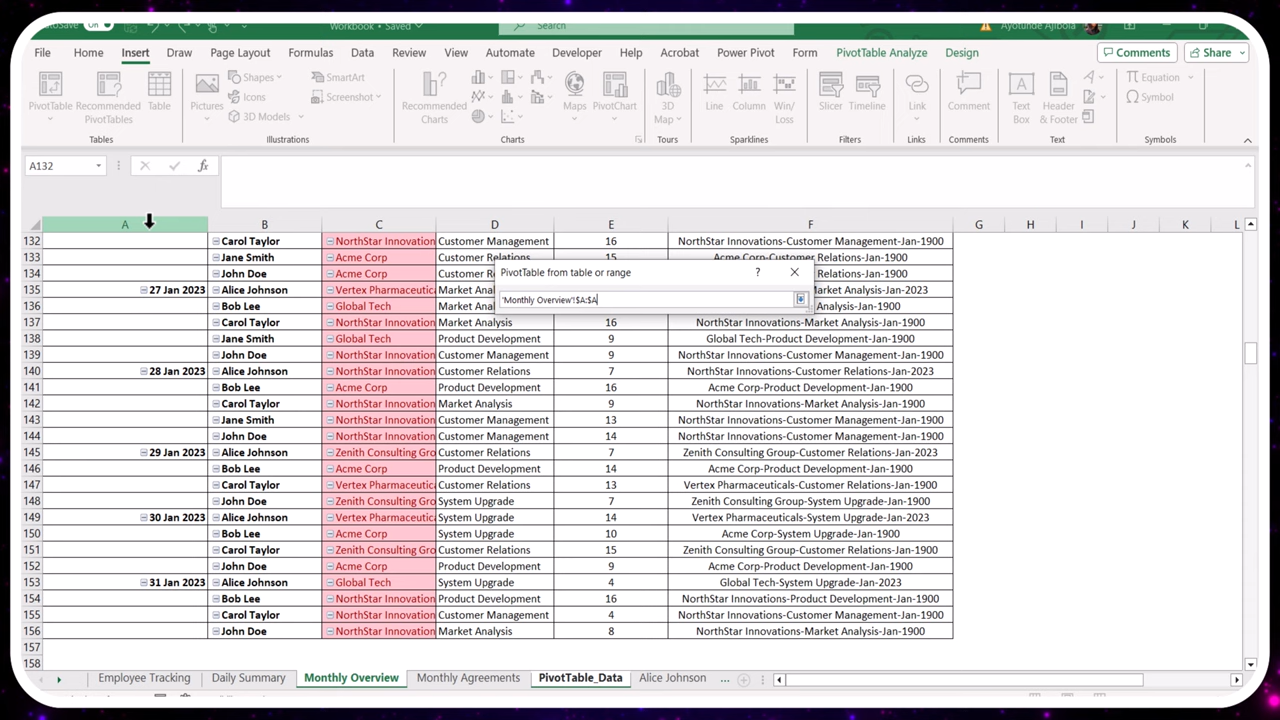 AutoSave On Workbook • Saved Search Ayotunde Ajibola
File Home Insert Draw Page Layout Formulas Data Review View Automate Developer Help Acrobat Power Pivot Form PivotTable Analyze Design Comments Share
PivotTable Recommended PivotTables Table Pictures Shapes Icons 3D Models SmartArt Screenshot Recommended Charts Maps PivotChart 3D Map Line Column Win/Loss Slicer Timeline Link Comment Text Box Header & Footer Equation Symbol
Tables Illustrations Charts Tours Sparklines Filters Links Comments Text Symbols
A132 fx
A B C D E F G H I J K L
132 Carol Taylor NorthStar Innovation Customer Management 16 NorthStar Innovations-Customer Management-Jan-1900
133 Jane Smith Acme Corp Customer Relations 15 Acme Corp-Customer Relations-Jan-1900
134 John Doe Acme Corp Customer R
PivotTable from table or range ?
135 27 Jan 2023 Alice Johnson Vertex Pharmaceutic Market An is-Jan-2023
'Monthly Overview'!$A:$A
136 Bob Lee Global Tech Market Ana Jan-1900
137 Carol Taylor NorthStar Innovation Market Analysis 16 NorthStar Innovations-Market Analysis-Jan-1900
138 Jane Smith Global Tech Product Development 9 Global Tech-Product Development-Jan-1900
139 John Doe NorthStar Innovation Customer Management 9 NorthStar Innovations-Customer Management-Jan-1900
140 28 Jan 2023 Alice Johnson NorthStar Innovation Customer Relations 7 NorthStar Innovations-Customer Relations-Jan-2023
141 Bob Lee Acme Corp Product Development 16 Acme Corp-Product Development-Jan-1900
142 Carol Taylor NorthStar Innovation Market Analysis 9 NorthStar Innovations-Market Analysis-Jan-1900
143 Jane Smith NorthStar Innovation Customer Management 13 NorthStar Innovations-Customer Management-Jan-1900
144 John Doe NorthStar Innovation Customer Management 14 NorthStar Innovations-Customer Management-Jan-1900
145 29 Jan 2023 Alice Johnson Zenith Consulting Gro Customer Relations 7 Zenith Consulting Group-Customer Relations-Jan-2023
146 Bob Lee Acme Corp Product Development 14 Acme Corp-Product Development-Jan-1900
147 Carol Taylor Vertex Pharmaceutica Customer Relations 13 Vertex Pharmaceuticals-Customer Relations-Jan-1900
148 John Doe Zenith Consulting Gro System Upgrade 7 Zenith Consulting Group-System Upgrade-Jan-1900
149 30 Jan 2023 Alice Johnson Vertex Pharmaceutica System Upgrade 14 Vertex Pharmaceuticals-System Upgrade-Jan-2023
150 Bob Lee Acme Corp System Upgrade 10 Acme Corp-System Upgrade-Jan-1900
151 Carol Taylor Zenith Consulting Gro Customer Relations 15 Zenith Consulting Group-Customer Relations-Jan-1900
152 John Doe Acme Corp Customer Relations 9 Acme Corp-Customer Relations-Jan-1900
153 31 Jan 2023 Alice Johnson Global Tech System Upgrade 4 Global Tech-System Upgrade-Jan-2023
154 Bob Lee NorthStar Innovation Product Development 16 NorthStar Innovations-Product Development-Jan-1900
155 Carol Taylor NorthStar Innovation Customer Management 4 NorthStar Innovations-Customer Management-Jan-1900
156 John Doe NorthStar Innovation Market Analysis 8 NorthStar Innovations-Market Analysis-Jan-1900
157
158
Employee Tracking Daily Summary Monthly Overview Monthly Agreements PivotTable_Data Alice Johnson ...